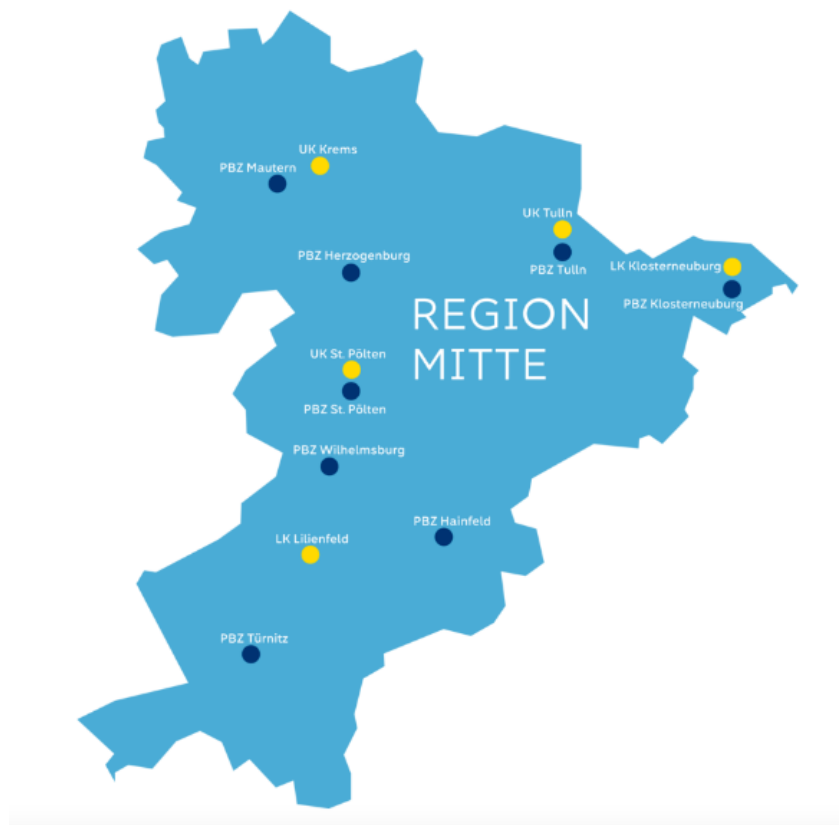 UK Krems
PBZ Mautern
UK Tulln
PBZ Herzogenburg
LK Klosterneuburg
PBZ Tulln
PBZ Klosterneuburg
REGION
MITTE
UK St. Pölten
PBZ St. Pölten
PBZ Wilhelmsburg
PBZ Hainfeld
LK Lilienfeld
PBZ Türnitz